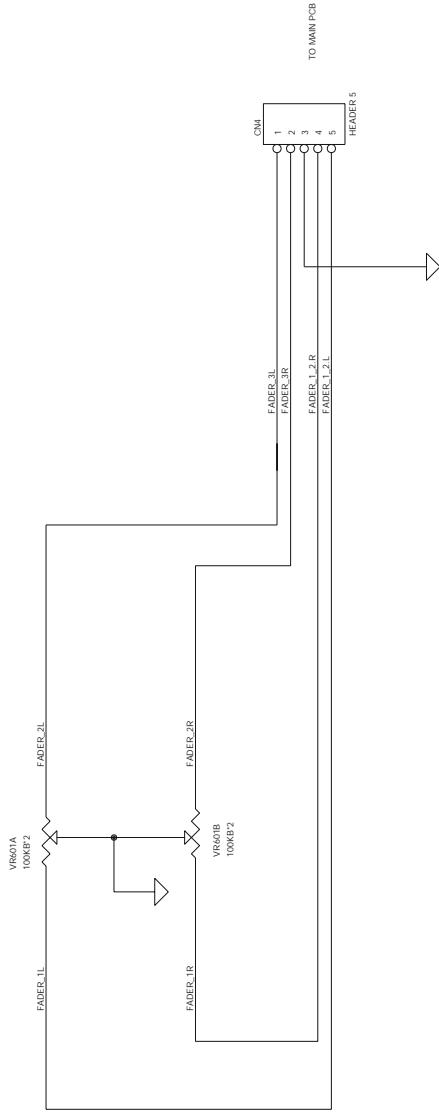 TO MAIN PCB
CN4
1
2
3
4
5
HEADER 5
FADER_3L
FADER_3R
FADER_1_2.R
FADER_1_2.L
FADER_2L
FADER_2R
VR601A
100KB*2
VR601B
100KB*2
FADER_1L
FADER_1R